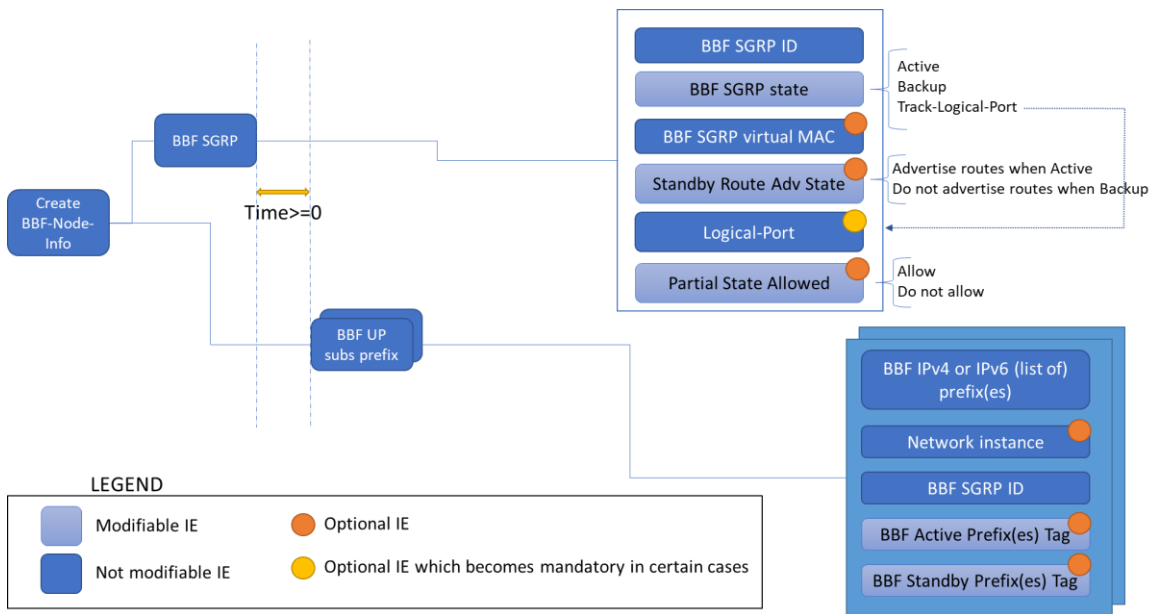 BBF SGRP ID
BBF SGRP state
Active
Backup
Track-Logical-Port
BBF SGRP
BBF SGRP virtual MAC
Standby Route Adv State
Advertise routes when Active
Do not advertise routes when Backup
Create
BBF-Node-
Info
Time>=0
Logical-Port
Partial State Allowed
Allow
Do not allow
BBF UP
subs prefix
BBF IPv4 or IPv6 (list of)
prefix(es)
Network instance
BBF SGRP ID
BBF Active Prefix(es) Tag
BBF Standby Prefix(es) Tag
LEGEND
Modifiable IE
Optional IE
Not modifiable IE
Optional IE which becomes mandatory in certain cases